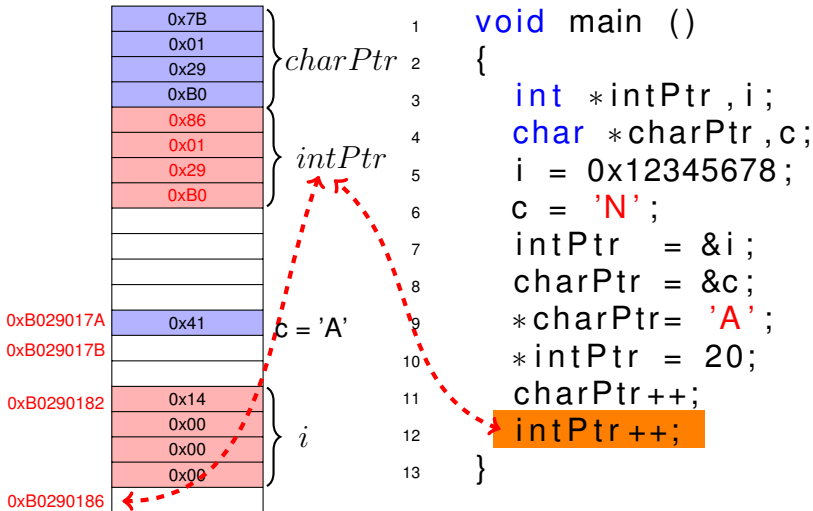 0x7B
0x01
0x29
0xB0
charPtr
0x86
0x01
0x29
0xB0
intPtr
0xB029017A
0x41
c = 'A'
0xB029017B
0xB0290182
0x14
0x00
0x00
0x00
i
0xB0290186
1 void main ()
2 {
3 int *intPtr ,i;
4 char *charPtr ,c;
5 i = 0x12345678;
6 c = 'N';
7 intPtr = &i;
8 charPtr = &c;
9 *charPtr= 'A';
10 *intPtr = 20;
11 charPtr++;
12 intPtr++;
13 }